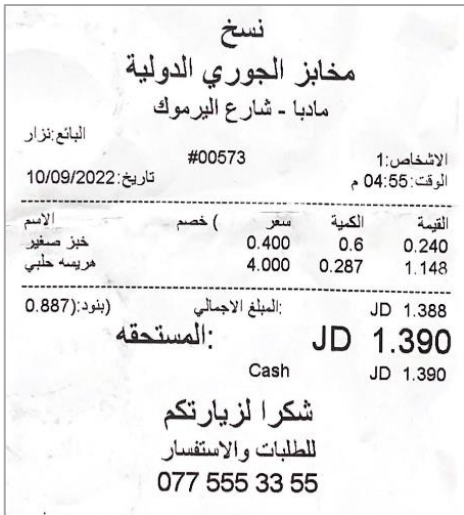 نسخ
مخابز الجوري الدولية
مادبا - شارع اليرموك
البائع:نزار
الاشخاص:1 #00573
الوقت:04:55 م تاريخ:10/09/2022
القيمة الكمية سعر ( خصم الاسم
0.240 0.6 0.400 خبز صغير
1.148 0.287 4.000 هريسه حلبي
JD 1.388 المبلغ الاجمالي: (بنود:(0.887
JD 1.390 المستحقه:
JD 1.390 Cash
شكرا لزيارتكم
للطلبات والاستفسار
077 555 33 55